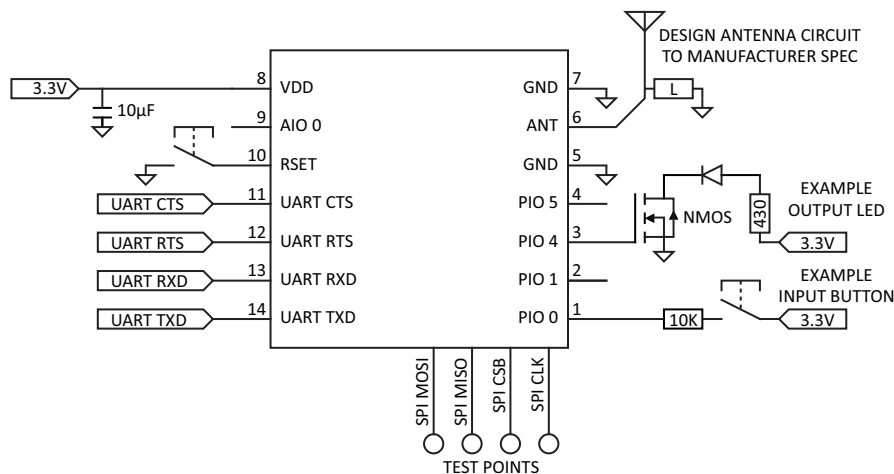 DESIGN ANTENNA CIRCUIT
TO MANUFACTURER SPEC
3.3V
10µF
8
VDD
9
AIO 0
10
RSET
11
UART CTS
UART CTS
12
UART RTS
UART RTS
13
UART RXD
UART RXD
14
UART TXD
UART TXD
GND
7
ANT
6
L
GND
5
PIO 5
4
PIO 4
3
PIO 1
2
PIO 0
1
NMOS
430
EXAMPLE
OUTPUT LED
3.3V
EXAMPLE
INPUT BUTTON
10K
3.3V
SPI MOSI
SPI MISO
SPI CSB
SPI CLK
TEST POINTS